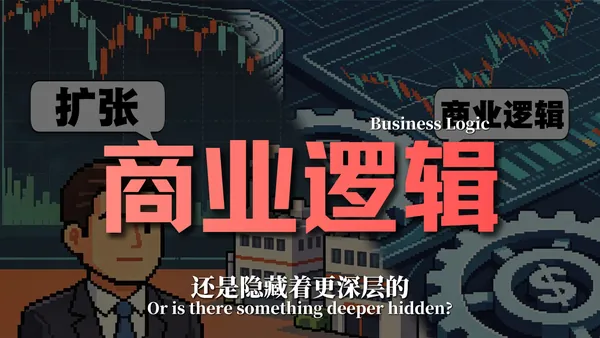 扩张
商业逻辑
Business Logic
商业逻辑
还是隐藏着更深层的
Or is there something deeper hidden?
$